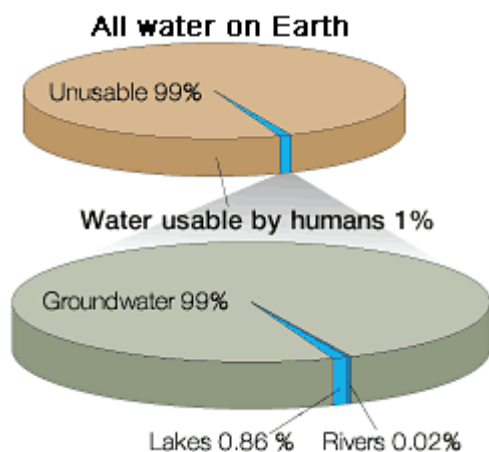 All water on Earth
Unusable 99%
Water usable by humans 1%
Groundwater 99%
Lakes 0.86 % Rivers 0.02%